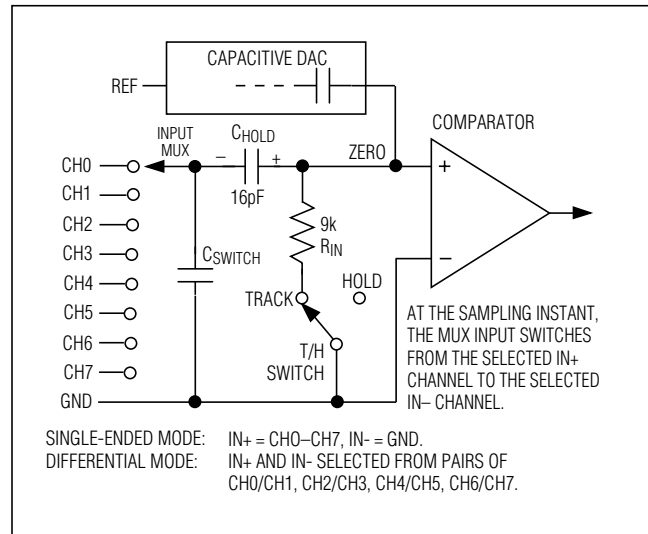 CAPACITIVE DAC
REF
COMPARATOR
INPUT
MUX
CHOLD
ZERO
− +
16pF
+
−
CH0
CH1
CH2
CH3
CH4
CH5
CH6
CH7
GND
CSWITCH
9k
RIN
HOLD
TRACK
T/H
SWITCH
AT THE SAMPLING INSTANT,
THE MUX INPUT SWITCHES
FROM THE SELECTED IN+
CHANNEL TO THE SELECTED
IN– CHANNEL.
SINGLE-ENDED MODE: IN+ = CHO–CH7, IN- = GND.
DIFFERENTIAL MODE: IN+ AND IN- SELECTED FROM PAIRS OF
CH0/CH1, CH2/CH3, CH4/CH5, CH6/CH7.